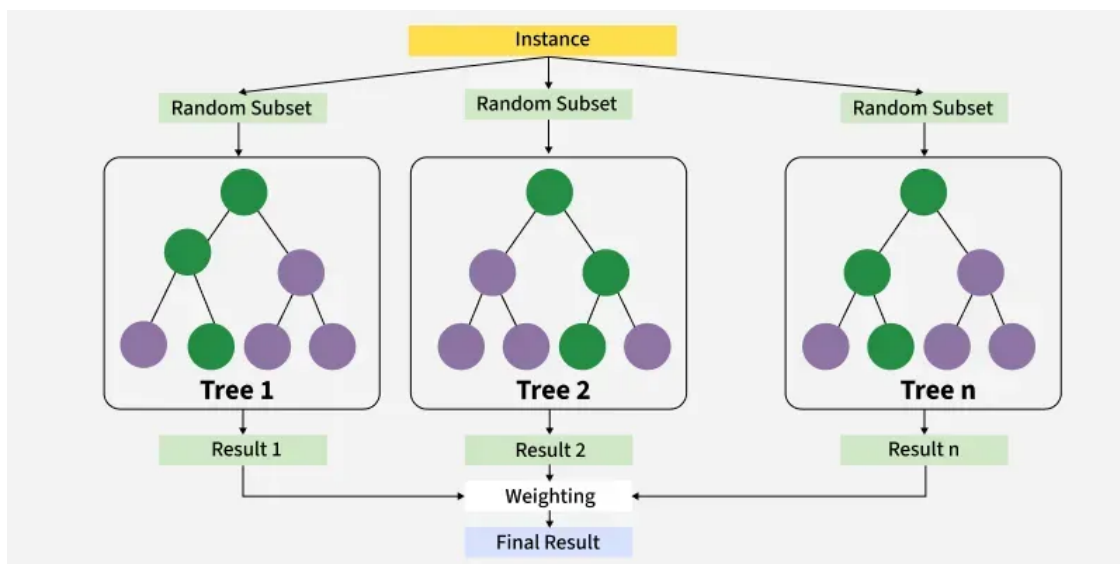 Instance
Random Subset
Random Subset
Random Subset
Tree 1
Tree 2
Tree n
Result 1
Result 2
Result n
Weighting
Final Result